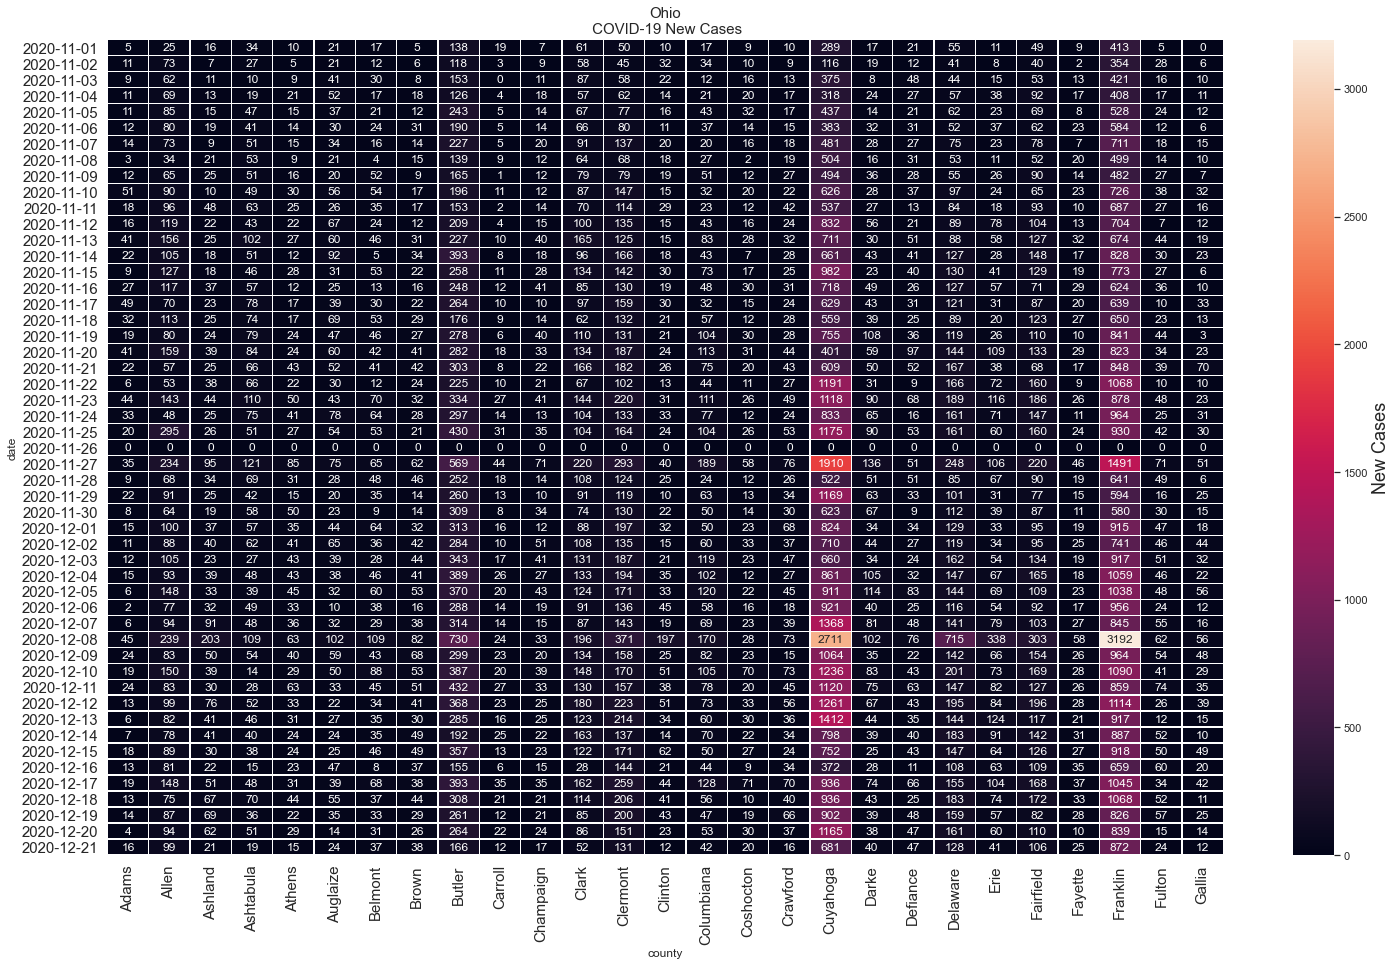 Ohio
COVID-19 New Cases
2020-11-01 5 25 16 34 10 21 17 5 138 19 7 61 50 10 17 9 10 289 17 21 55 11 49 9 413 5 0
2020-11-02 11 73 7 27 5 21 12 6 118 3 9 58 45 32 34 10 9 116 19 12 41 8 40 2 354 28 6
2020-11-03 9 62 11 10 9 41 30 8 153 0 11 87 58 22 12 16 13 375 8 48 44 15 53 13 421 16 10
2020-11-04 11 69 13 19 21 52 17 18 126 4 18 57 62 14 21 20 17 318 24 27 57 38 92 17 408 17 11
2020-11-05 11 85 15 47 15 37 21 12 243 5 14 67 77 16 43 32 17 437 14 21 62 23 69 8 528 24 12
2020-11-06 12 80 19 41 14 30 24 31 190 5 14 66 80 11 37 14 15 383 32 31 52 37 62 23 584 12 6
2020-11-07 14 73 9 51 15 34 16 14 227 5 20 91 137 20 20 16 18 481 28 27 75 23 78 7 711 18 15
2020-11-08 3 34 21 53 9 21 4 15 139 9 12 64 68 18 27 2 19 504 16 31 53 11 52 20 499 14 10
2020-11-09 12 65 25 51 16 20 52 9 165 1 12 79 79 19 51 12 27 494 36 28 55 26 90 14 482 27 7
2020-11-10 51 90 10 49 30 56 54 17 196 11 12 87 147 15 32 20 22 626 28 37 97 24 65 23 726 38 32
2020-11-11 18 96 48 63 25 26 35 17 153 2 14 70 114 29 23 12 42 537 27 13 84 18 93 10 687 27 16
2020-11-12 16 119 22 43 22 67 24 12 209 4 15 100 135 15 43 16 24 832 56 21 89 78 104 13 704 7 12
2020-11-13 41 156 25 102 27 60 46 31 227 10 40 165 125 15 83 28 32 711 30 51 88 58 127 32 674 44 19
2020-11-14 22 105 18 51 12 92 5 34 393 8 18 96 166 18 43 7 28 661 43 41 127 28 148 17 828 30 23
2020-11-15 9 127 18 46 28 31 53 22 258 11 28 134 142 30 73 17 25 982 23 40 130 41 129 19 773 27 6
2020-11-16 27 117 37 57 12 25 13 16 248 12 41 85 130 19 48 30 31 718 49 26 127 57 71 29 624 36 10
2020-11-17 49 70 23 78 17 39 30 22 264 10 10 97 159 30 32 15 24 629 43 31 121 31 87 20 639 10 33
2020-11-18 32 113 25 74 17 69 53 29 176 9 14 62 132 21 57 12 28 559 39 25 89 20 123 27 650 23 13
2020-11-19 19 80 24 79 24 47 46 27 278 6 40 110 131 21 104 30 28 755 108 36 119 26 110 10 841 44 3
2020-11-20 41 159 39 84 24 60 42 41 282 18 33 134 187 24 113 31 44 401 59 97 144 109 133 29 823 34 23
2020-11-21 22 57 25 66 43 52 41 42 303 8 22 166 182 26 75 20 43 609 50 52 167 38 68 17 848 39 70
2020-11-22 6 53 38 66 22 30 12 24 225 10 21 67 102 13 44 11 27 1191 31 9 166 72 160 9 1068 10 10
2020-11-23 44 143 44 110 50 43 70 32 334 27 41 144 220 31 111 26 49 1118 90 68 189 116 186 26 878 48 23
2020-11-24 33 48 25 75 41 78 64 28 297 14 13 104 133 33 77 12 24 833 65 16 161 71 147 11 964 25 31
2020-11-25 20 295 26 51 27 54 53 21 430 31 35 104 164 24 104 26 53 1175 90 53 161 60 160 24 930 42 30
2020-11-26 0 0 0 0 0 0 0 0 0 0 0 0 0 0 0 0 0 0 0 0 0 0 0 0 0 0 0
2020-11-27 35 234 95 121 85 75 65 62 569 44 71 220 293 40 189 58 76 1910 136 51 248 106 220 46 1491 71 51
2020-11-28 9 68 34 69 31 28 48 46 252 18 14 108 124 25 24 12 26 522 51 51 85 67 90 19 641 49 6
2020-11-29 22 91 25 42 15 20 35 14 260 13 10 91 119 10 63 13 34 1169 63 33 101 31 77 15 594 16 25
2020-11-30 8 64 19 58 50 23 9 14 309 8 34 74 130 22 50 14 30 623 67 9 112 39 87 11 580 30 15
2020-12-01 15 100 37 57 35 44 64 32 313 16 12 88 197 32 50 23 68 824 34 34 129 33 95 19 915 47 18
2020-12-02 11 88 40 62 41 65 36 42 284 10 51 108 135 15 60 33 37 710 44 27 119 34 95 25 741 46 44
2020-12-03 12 105 23 27 43 39 28 44 343 17 41 131 187 21 119 23 47 660 34 24 162 54 134 19 917 51 32
2020-12-04 15 93 39 48 43 38 46 41 389 26 27 133 194 35 102 12 27 861 105 32 147 67 165 18 1059 46 22
2020-12-05 6 148 33 39 45 32 60 53 370 20 43 124 171 33 120 22 45 911 114 83 144 69 109 23 1038 48 56
2020-12-06 2 77 32 49 33 10 38 16 288 14 19 91 136 45 58 16 18 921 40 25 116 54 92 17 956 24 12
2020-12-07 6 94 91 48 36 32 29 38 314 14 15 87 143 19 69 23 39 1368 81 48 141 79 103 17 845 55 16
2020-12-08 45 239 203 109 63 102 109 82 730 24 33 196 371 197 170 28 73 2711 102 76 715 338 303 58 3192 62 56
2020-12-09 24 83 50 54 40 59 43 68 299 23 20 134 158 25 82 23 15 1064 35 22 142 66 154 26 964 54 48
2020-12-10 19 150 39 14 29 50 88 53 387 20 39 148 170 51 105 70 73 1236 83 43 201 73 169 28 1090 41 29
2020-12-11 24 83 30 28 63 33 45 51 432 27 33 130 157 38 78 20 45 1120 75 63 147 82 127 26 859 74 35
2020-12-12 13 99 76 52 33 22 34 41 368 23 25 180 223 51 73 33 56 1261 67 43 195 84 196 28 1114 26 39
2020-12-13 6 82 41 46 31 27 35 30 285 16 25 123 214 34 60 30 36 1412 44 35 144 124 117 21 917 12 15
2020-12-14 7 78 41 40 24 24 35 49 192 25 22 163 137 14 70 22 34 798 39 40 183 91 142 31 887 52 10
2020-12-15 18 89 30 38 24 25 46 49 357 13 23 122 171 62 50 27 24 752 25 43 147 64 126 27 918 50 49
2020-12-16 13 81 22 15 23 47 8 37 155 6 15 28 144 21 44 9 34 372 28 11 108 63 109 35 659 60 20
2020-12-17 19 148 51 48 31 39 68 38 393 35 35 162 259 44 128 71 70 936 74 66 155 104 168 37 1045 34 42
2020-12-18 13 75 67 70 44 55 37 44 308 21 21 114 206 41 56 10 40 936 43 25 183 74 172 33 1068 52 11
2020-12-19 14 87 69 36 22 35 33 29 261 12 21 85 200 43 47 19 66 902 39 48 159 57 82 28 826 57 25
2020-12-20 4 94 62 51 29 14 31 26 264 22 24 86 151 23 53 30 37 1165 38 47 161 60 110 10 839 15 14
2020-12-21 16 99 21 19 15 24 37 38 166 12 17 52 131 12 42 20 16 681 40 47 128 41 106 25 872 24 12
Adams Allen Ashland Ashtabula Athens Auglaize Belmont Brown Butler Carroll Champaign Clark Clermont Clinton Columbiana Coshocton Crawford Cuyahoga Darke Defiance Delaware Erie Fairfield Fayette Franklin Fulton Gallia
county
date
3000
2500
2000
1500
1000
500
0
New Cases